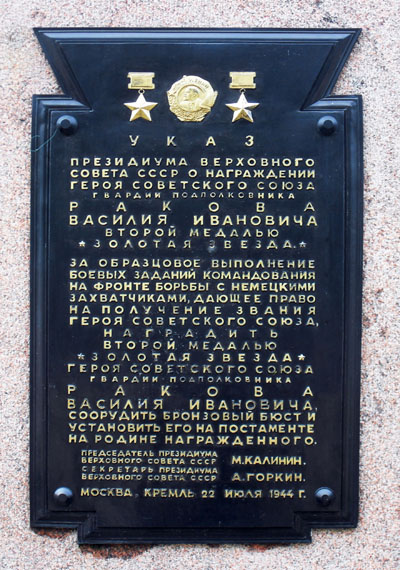 УКАЗ
ПРЕЗИДИУМА ВЕРХОВНОГО
СОВЕТА СССР О НАГРАЖДЕНИИ
ГЕРОЯ СОВЕТСКОГО СОЮЗА
ГВАРДИИ ПОДПОЛКОВНИКА
РАКОВА
ВАСИЛИЯ ИВАНОВИЧА
ВТОРОЙ МЕДАЛЬЮ
*ЗОЛОТАЯ ЗВЕЗДА.*
ЗА ОБРАЗЦОВОЕ ВЫПОЛНЕНИЕ
БОЕВЫХ ЗАДАНИЙ КОМАНДОВАНИЯ
НА ФРОНТЕ БОРЬБЫ С НЕМЕЦКИМИ
ЗАХВАТЧИКАМИ, ДАЮЩЕЕ ПРАВО
НА ПОЛУЧЕНИЕ ЗВАНИЯ
ГЕРОЯ СОВЕТСКОГО СОЮЗА,
НАГРАДИТЬ
ВТОРОЙ МЕДАЛЬЮ
*ЗОЛОТАЯ ЗВЕЗДА*
ГЕРОЯ СОВЕТСКОГО СОЮЗА
ГВАРДИИ ПОДПОЛКОВНИКА
РАКОВА
ВАСИЛИЯ ИВАНОВИЧА,
СООРУДИТЬ БРОНЗОВЫЙ БЮСТ И
УСТАНОВИТЬ ЕГО НА ПОСТАМЕНТЕ
НА РОДИНЕ НАГРАЖДЕННОГО.
ПРЕДСЕДАТЕЛЬ ПРЕЗИДИУМА
ВЕРХОВНОГО СОВЕТА СССР М.КАЛИНИН.
СЕКРЕТАРЬ ПРЕЗИДИУМА
ВЕРХОВНОГО СОВЕТА СССР А.ГОРКИН.
МОСКВА, КРЕМЛЬ 22 ИЮЛЯ 1944 Г.